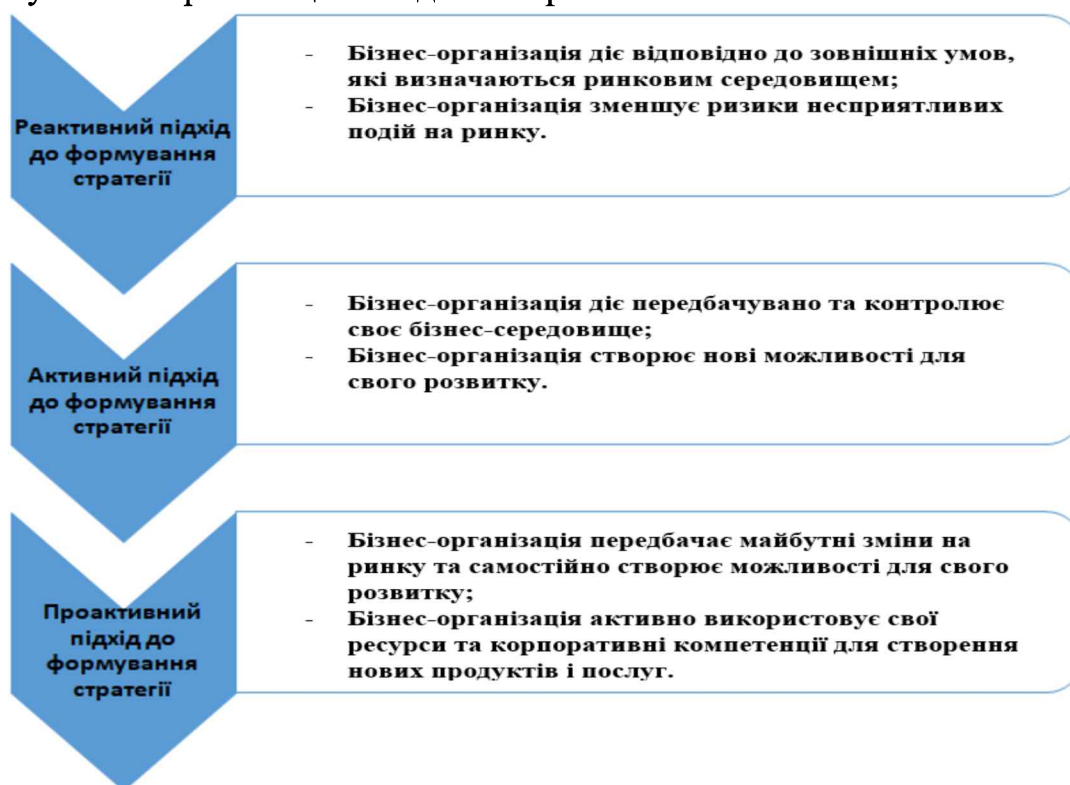 Реактивний підхід
до формування
стратегії
- Бізнес-організація діє відповідно до зовнішніх умов,
які визначаються ринковим середовищем;
- Бізнес-організація зменшує ризики несприятливих
подій на ринку.
Активний підхід
до формування
стратегії
- Бізнес-організація діє передбачувано та контролює
своє бізнес-середовище;
- Бізнес-організація створює нові можливості для
свого розвитку.
Проактивний
підхід до
формування
стратегії
- Бізнес-організація передбачає майбутні зміни на
ринку та самостійно створює можливості для свого
розвитку;
- Бізнес-організація активно використовує свої
ресурси та корпоративні компетенції для створення
нових продуктів і послуг.